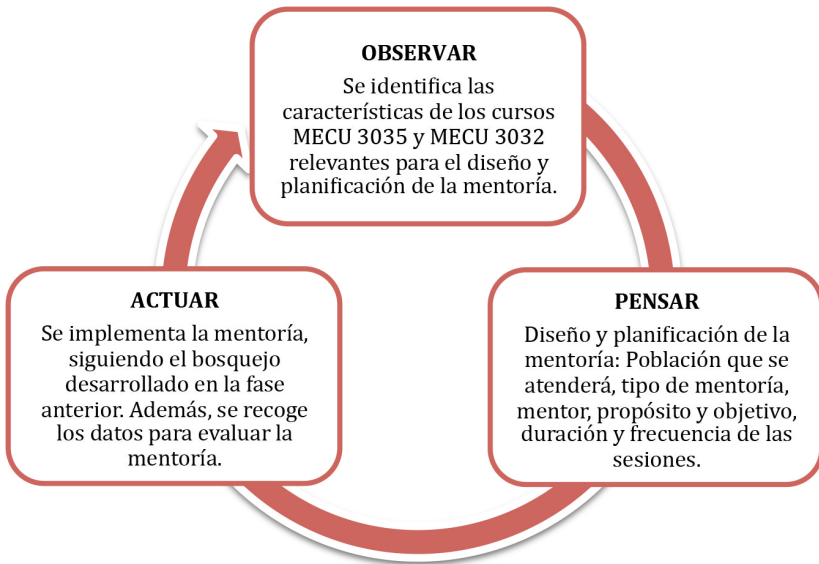 OBSERVAR
Se identifica las
características de los cursos
MECU 3035 y MECU 3032
relevantes para el diseño y
planificación de la mentoría.
PENSAR
Diseño y planificación de la
mentoría: Población que se
atenderá, tipo de mentoría,
mentor, propósito y objetivo,
duración y frecuencia de las
sesiones.
ACTUAR
Se implementa la mentoría,
siguiendo el bosquejo
desarrollado en la fase
anterior. Además, se recoge
los datos para evaluar la
mentoría.